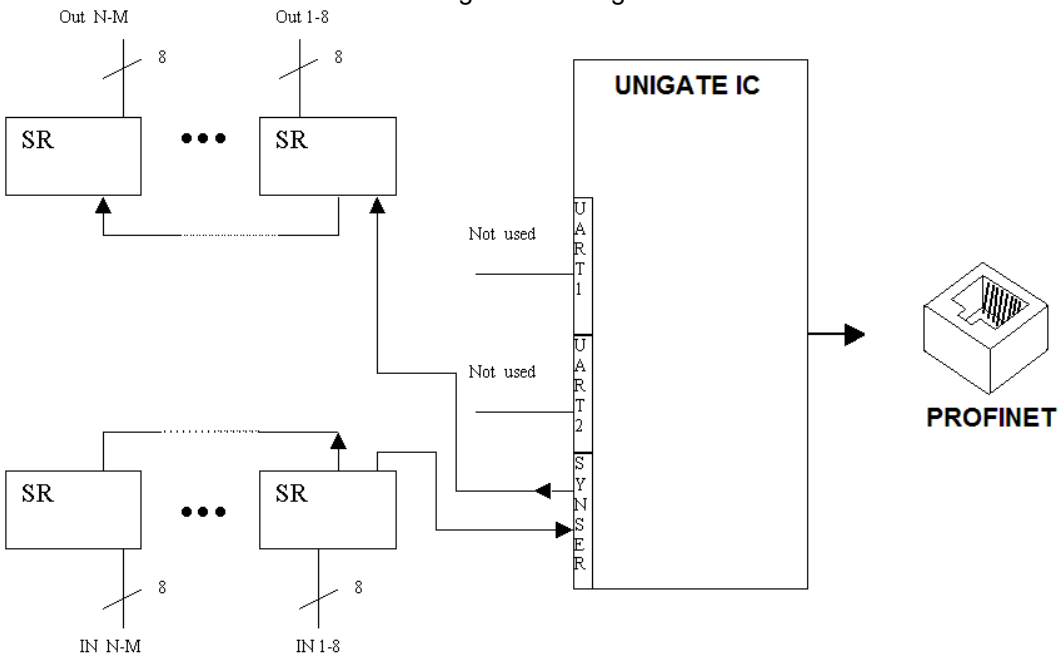 Out N-M
Out 1-8
8
8
UNIGATE IC
SR
SR
UART1
Not used
UART2
Not used
PROFINET
SYNSER
SR
SR
8
8
IN N-M
IN 1-8